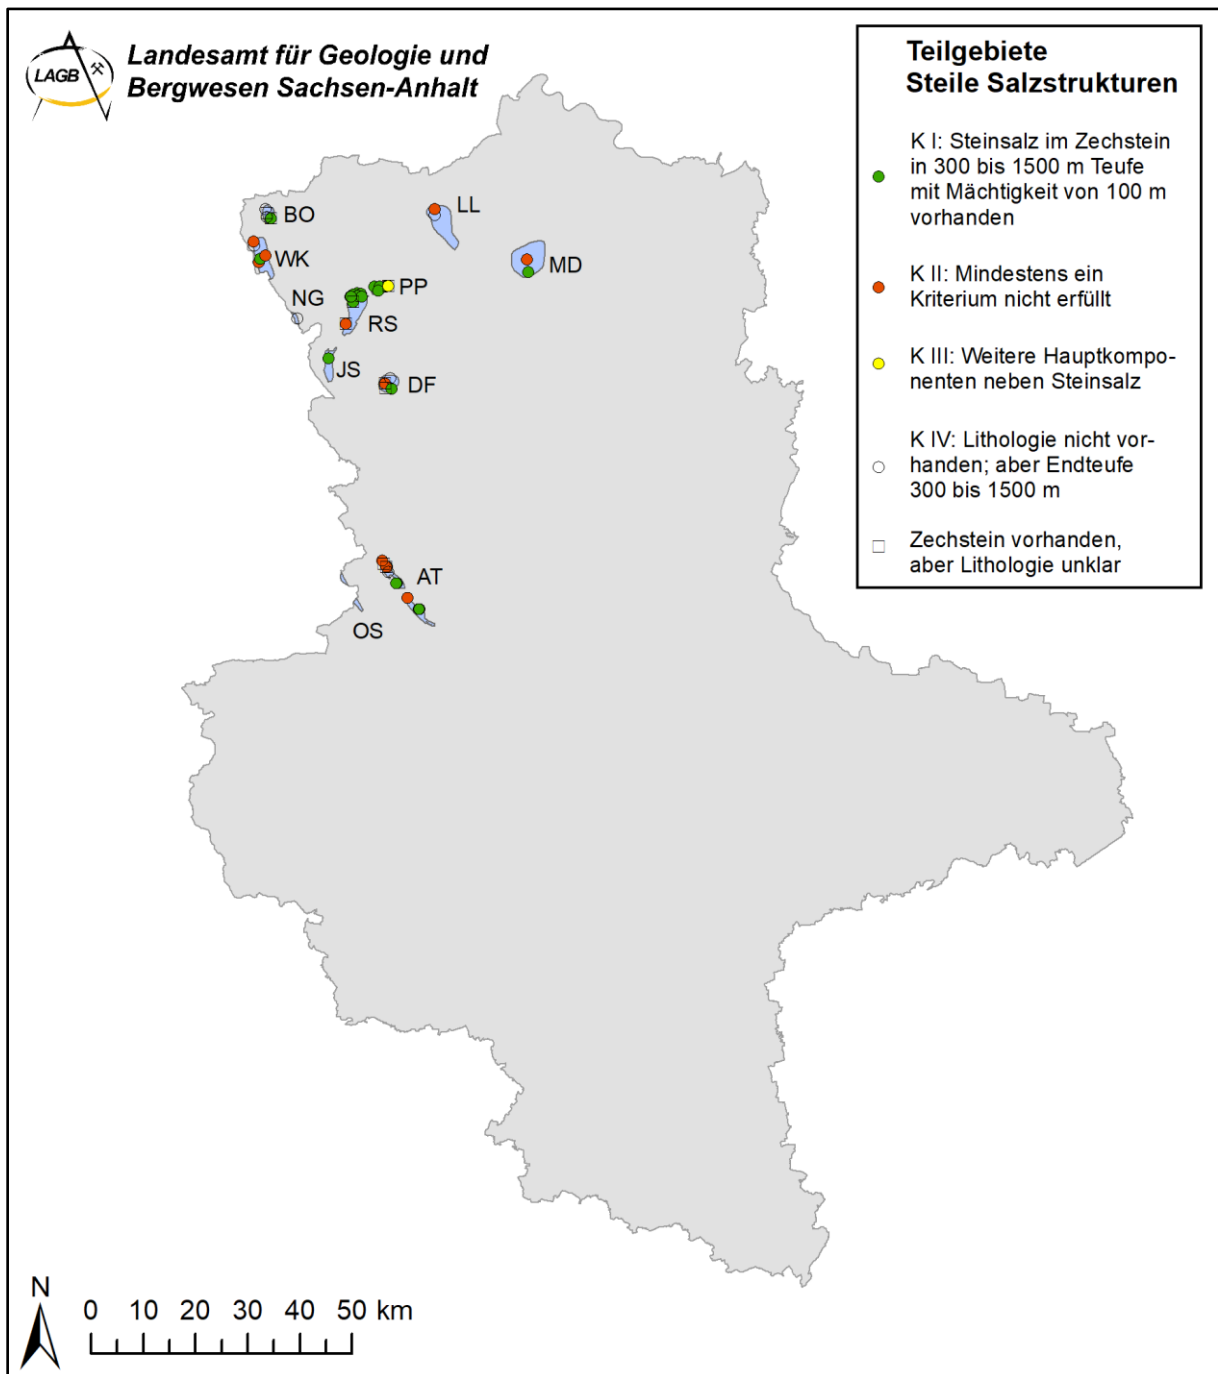 LAGB
Landesamt für Geologie und
Bergwesen Sachsen-Anhalt
Teilgebiete
Steile Salzstrukturen
K I: Steinsalz im Zechstein
in 300 bis 1500 m Teufe
mit Mächtigkeit von 100 m
vorhanden
K II: Mindestens ein
Kriterium nicht erfüllt
K III: Weitere Hauptkompo-
nenten neben Steinsalz
K IV: Lithologie nicht vor-
handen; aber Endteufe
300 bis 1500 m
Zechstein vorhanden,
aber Lithologie unklar
BO
LL
WK
MD
NG
PP
RS
JS
DF
AT
OS
N
0 10 20 30 40 50 km